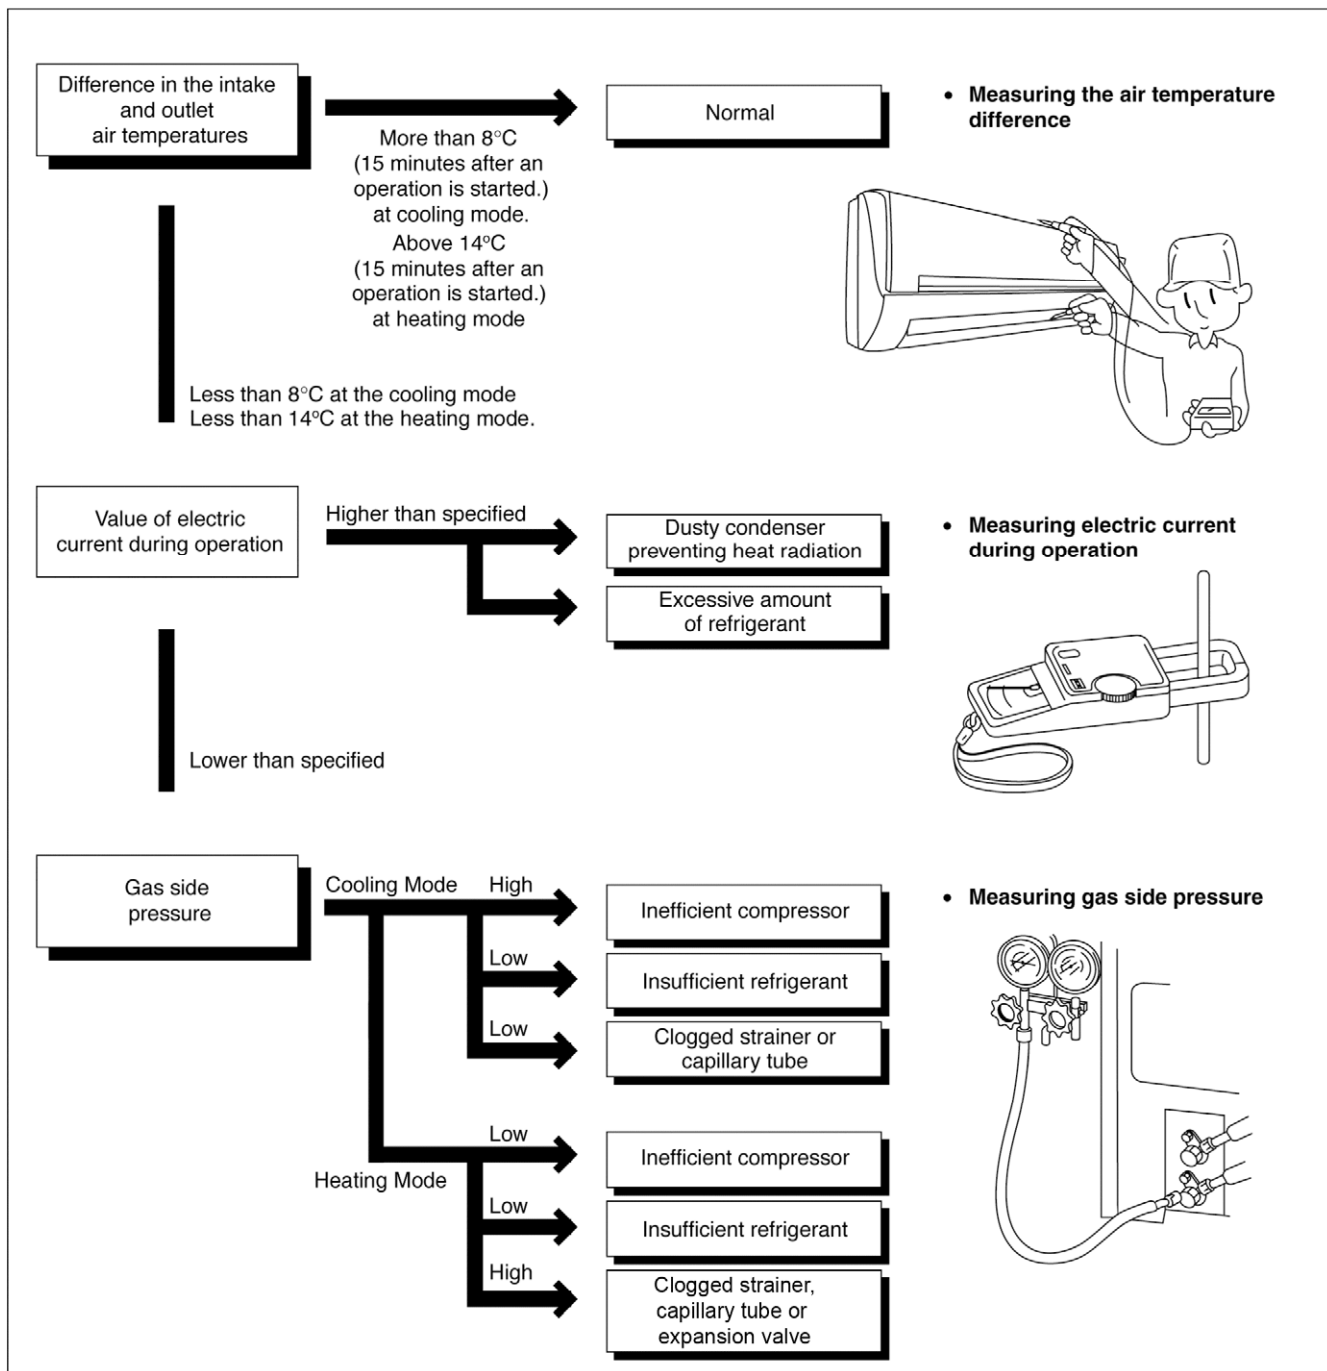 Difference in the intake
and outlet
air temperatures
More than 8°C
(15 minutes after an
operation is started.)
at cooling mode.
Above 14ºC
(15 minutes after an
operation is started.)
at heating mode
Normal
• Measuring the air temperature
difference
Less than 8°C at the cooling mode
Less than 14ºC at the heating mode.
Value of electric
current during operation
Higher than specified
Dusty condenser
preventing heat radiation
Excessive amount
of refrigerant
• Measuring electric current
during operation
Lower than specified
Gas side
pressure
Cooling Mode
High
Inefficient compressor
Low
Insufficient refrigerant
Low
Clogged strainer or
capillary tube
Heating Mode
Low
Inefficient compressor
Low
Insufficient refrigerant
High
Clogged strainer,
capillary tube or
expansion valve
• Measuring gas side pressure